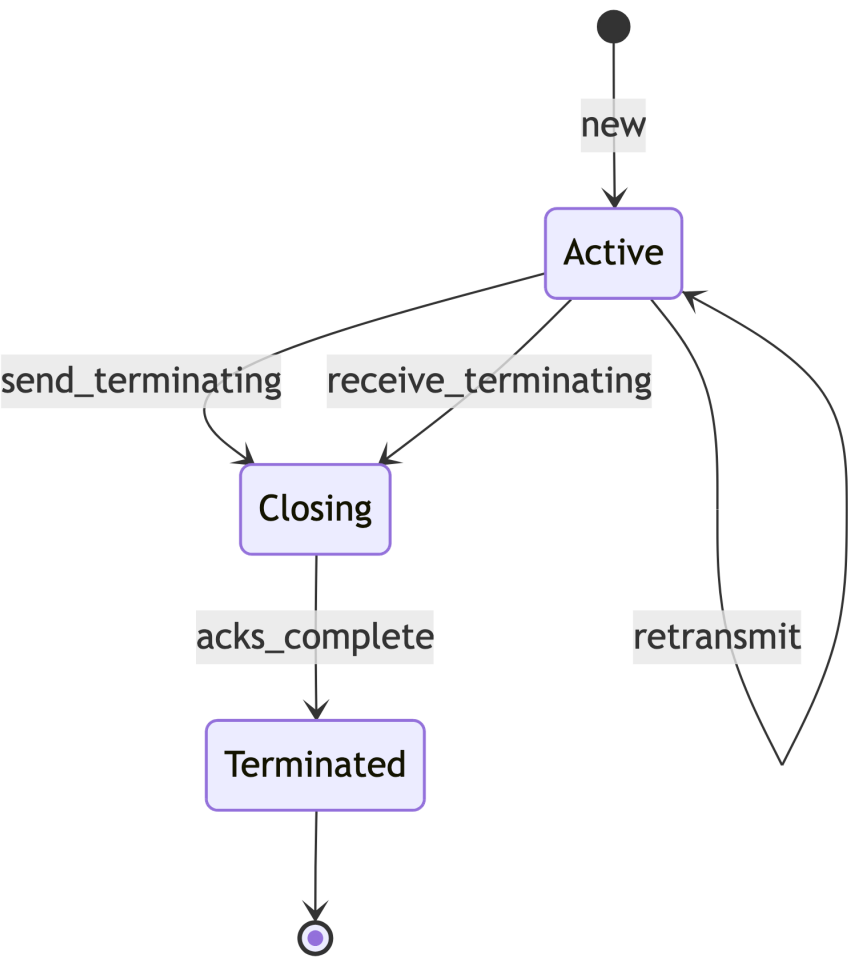 new
Active
send_terminating
receive_terminating
Closing
acks_complete
retransmit
Terminated